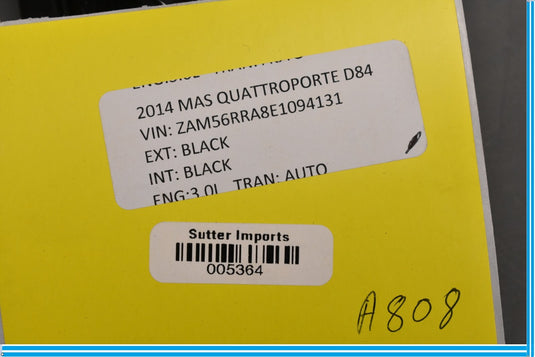 2014 MAS QUATTROPORTE D84
VIN: ZAM56RRA8E1094131
EXT: BLACK
INT: BLACK
ENG:3.0L TRAN: AUTO
Sutter Imports
005364
A808